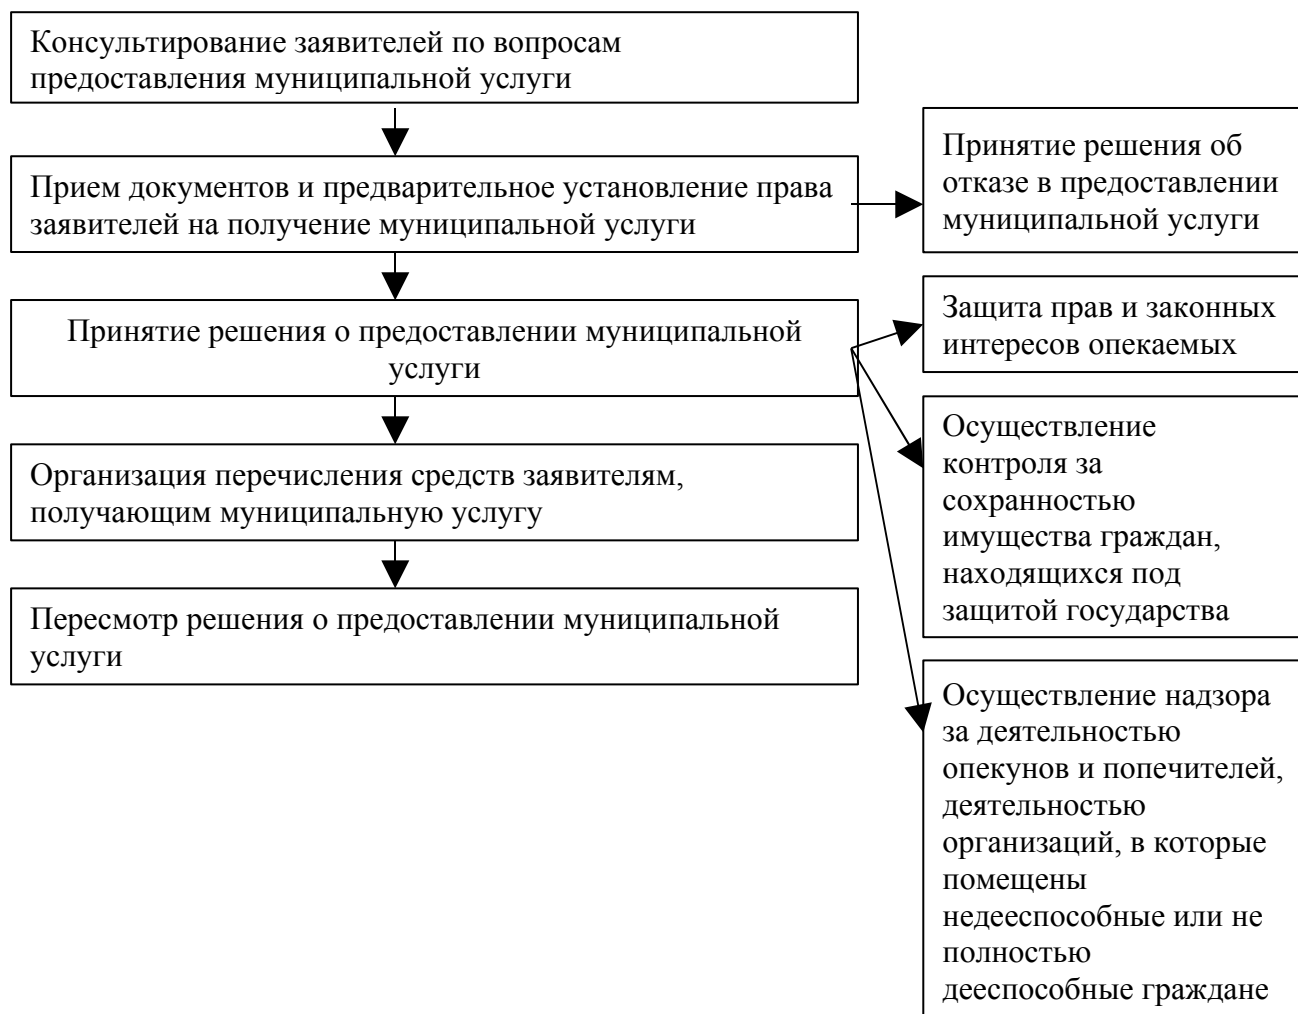 Консультирование заявителей по вопросам
предоставления муниципальной услуги
Прием документов и предварительное установление права
заявителей на получение муниципальной услуги
Принятие решения о предоставлении муниципальной
услуги
Организация перечисления средств заявителям,
получающим муниципальную услугу
Пересмотр решения о предоставлении муниципальной
услуги
Принятие решения об
отказе в предоставлении
муниципальной услуги
Защита прав и законных
интересов опекаемых
Осуществление
контроля за
сохранностью
имущества граждан,
находящихся под
защитой государства
Осуществление надзора
за деятельностью
опекунов и попечителей,
деятельностью
организаций, в которые
помещены
недееспособные или не
полностью
дееспособные граждане